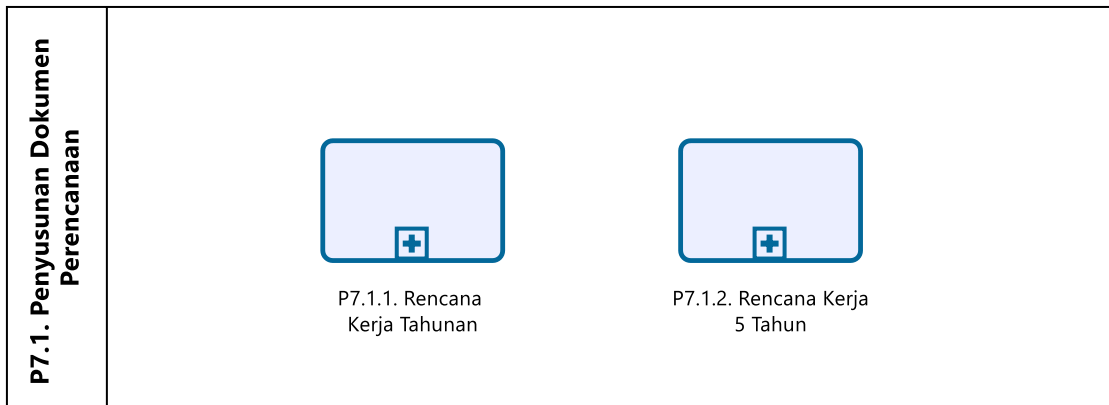 P7.1. Penyusunan Dokumen
Perencanaan
P7.1.1. Rencana
Kerja Tahunan
P7.1.2. Rencana Kerja
5 Tahun